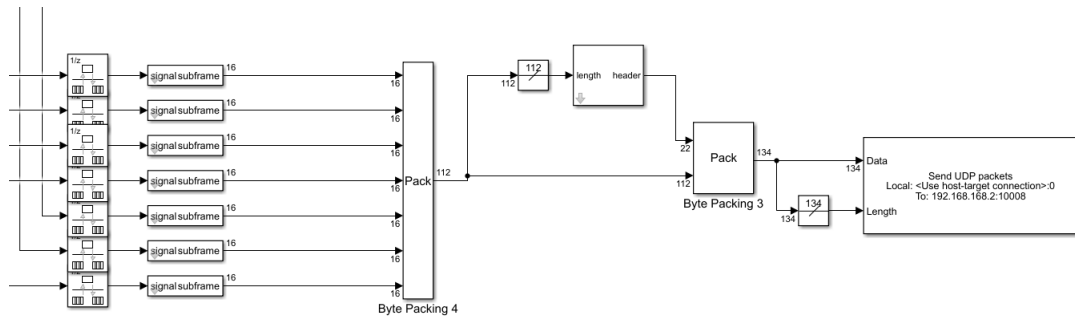 1/z
signal subframe
16
16
signal subframe
16
16
1/z
signal subframe
16
16
signal subframe
16
16
signal subframe
16
16
signal subframe
16
16
signal subframe
16
16
Pack
112
Byte Packing 4
112
112
length
header
22
112
Pack
134
Byte Packing 3
134
134
134
Data
Send UDP packets
Local: <Use host-target connection>:0
To: 192.168.168.2:10008
Length